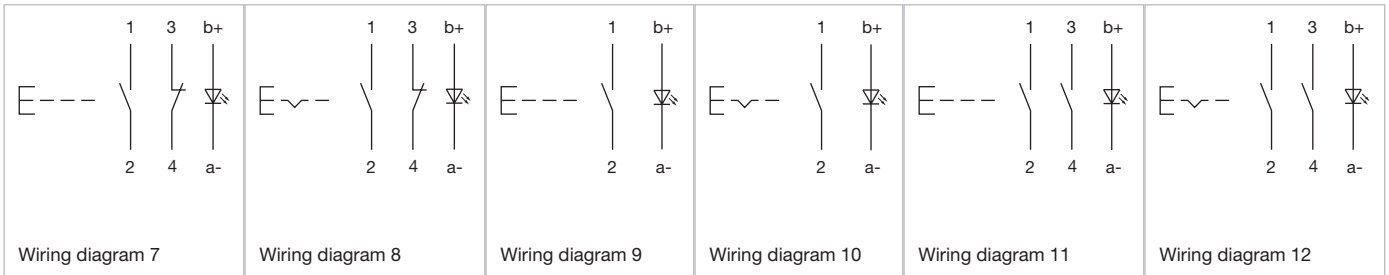 1 3 b+
2 4 a-
Wiring diagram 7
1 3 b+
2 4 a-
Wiring diagram 8
1 b+
2 a-
Wiring diagram 9
1 b+
2 a-
Wiring diagram 10
1 3 b+
2 4 a-
Wiring diagram 11
1 3 b+
2 4 a-
Wiring diagram 12